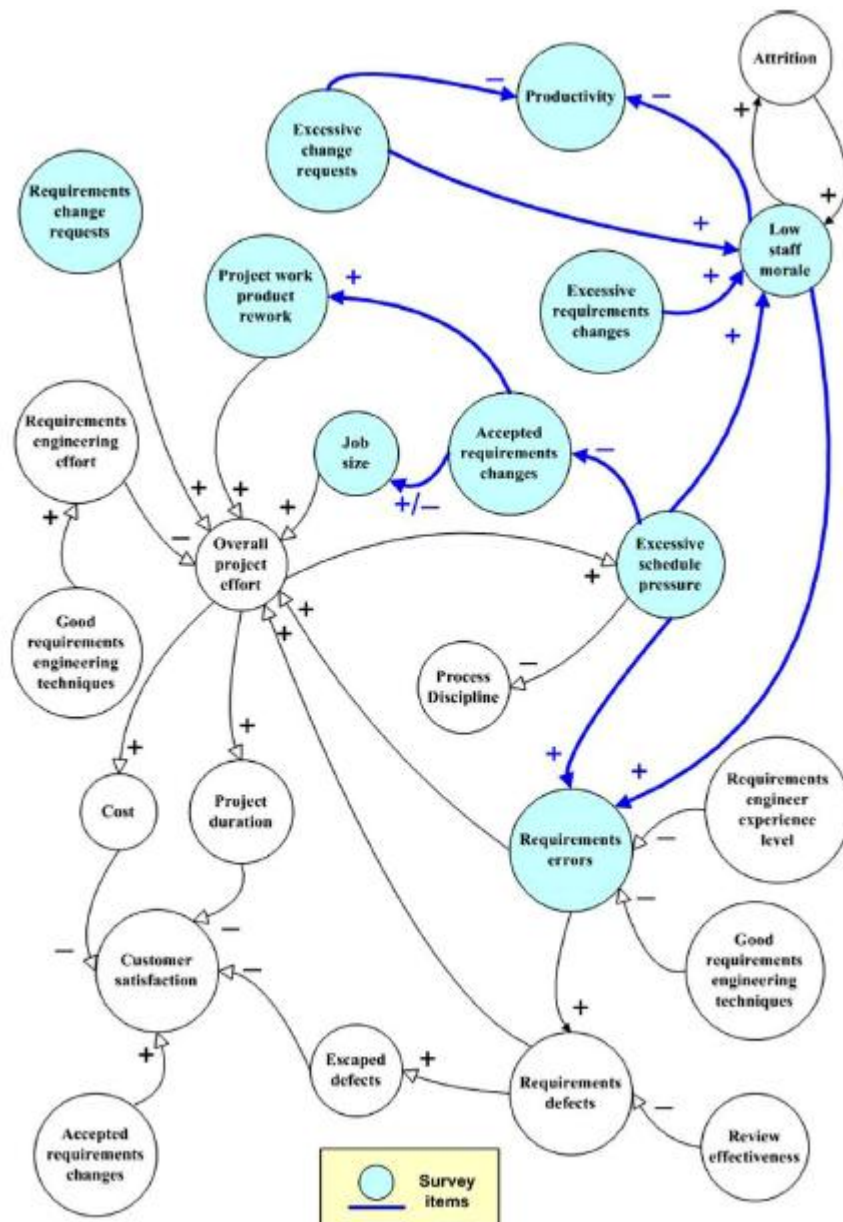 Attrition
Productivity
Excessive
change
requests
Requirements
change
requests
Low
staff
morale
Project work
product
rework
Excessive
requirements
changes
Requirements
engineering
effort
Job
size
Accepted
requirements
changes
+/–
Overall
project
effort
Excessive
schedule
pressure
Good
requirements
engineering
techniques
Process
Discipline
Cost
Project
duration
Requirements
engineer
experience
level
Requirements
errors
Customer
satisfaction
Good
requirements
engineering
techniques
Escaped
defects
Requirements
defects
Accepted
requirements
changes
Review
effectiveness
Survey
items